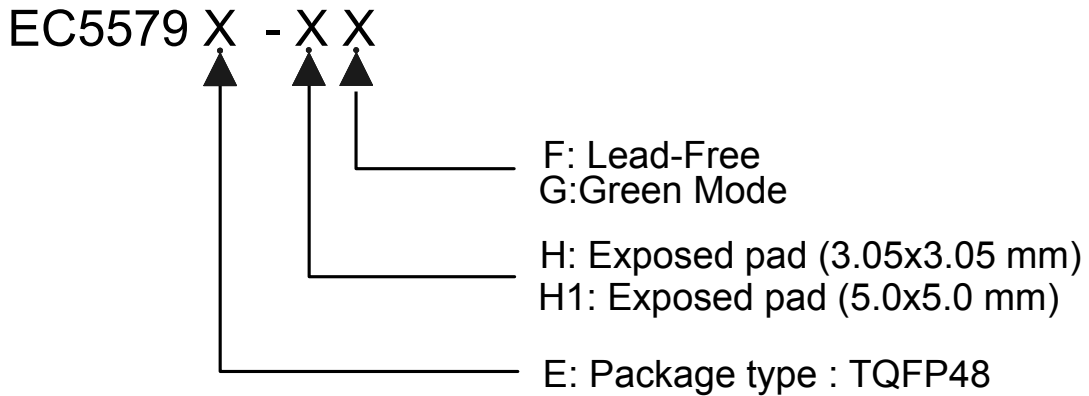 EC5579 X - X X
F: Lead-Free
G:Green Mode
H: Exposed pad (3.05x3.05 mm)
H1: Exposed pad (5.0x5.0 mm)
E: Package type : TQFP48